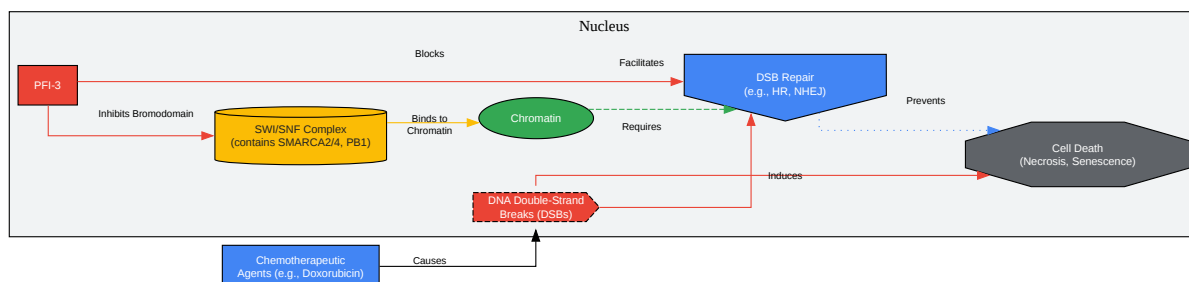 Nucleus
Blocks
Facilitates
PFI-3
DSB Repair
(e.g., HR, NHEJ)
Prevents
Inhibits Bromodomain
SWI/SNF Complex
(contains SMARCA2/4, PB1)
Binds to
Chromatin
Chromatin
Requires
Cell Death
(Necrosis, Senescence)
Induces
DNA Double-Strand
Breaks (DSBs)
Chemotherapeutic
Agents (e.g., Doxorubicin)
Causes